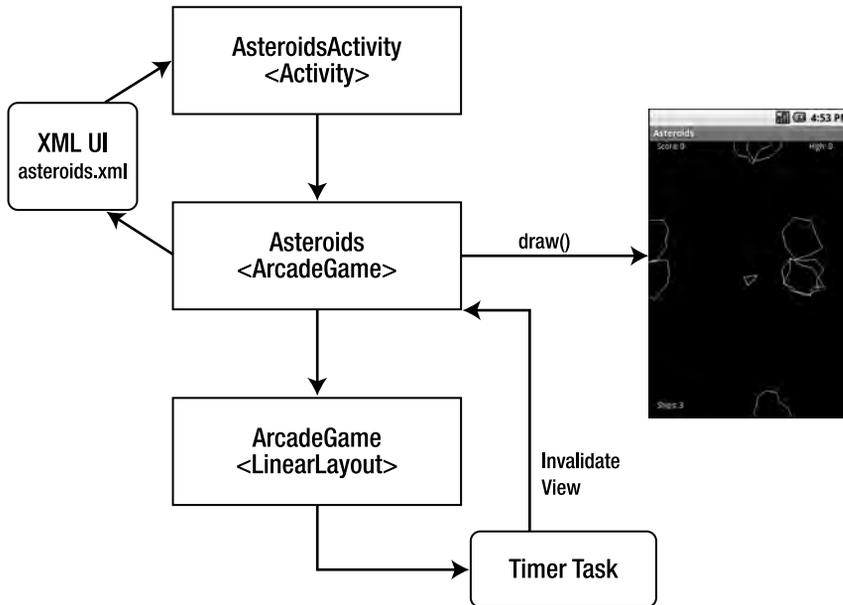 AsteroidsActivity
<Activity>
XML UI
asteroids.xml
Asteroids
<ArcadeGame>
draw()
4:53 PM
Asteroids
Score: 0
High: 0
Ships: 3
ArcadeGame
<LinearLayout>
Invalidate
View
Timer Task